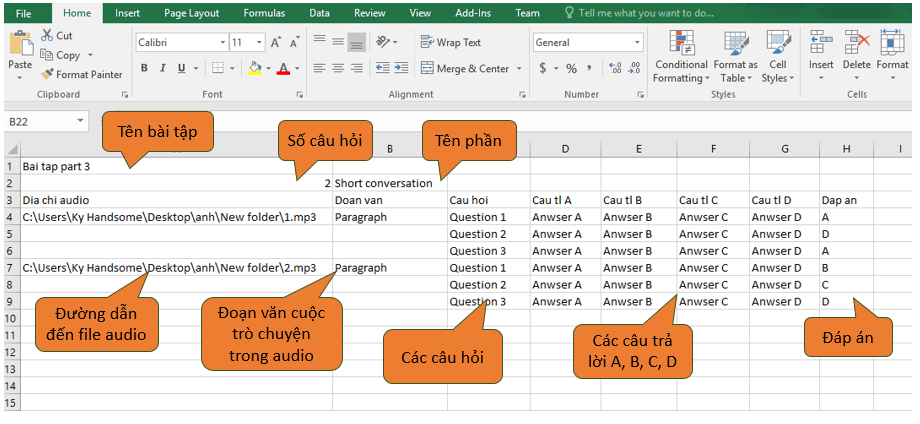 File Home Insert Page Layout Formulas Data Review View Add-Ins Team Tell me what you want to do...
Paste
Cut
Copy
Format Painter
Calibri 11
B I U
Wrap Text
Merge & Center
General
$ % ,
Conditional Formatting
Format as Table
Cell Styles
Insert Delete Format
Clipboard Font Alignment Number Styles Cells
B22
Tên bài tập
Số câu hỏi
Tên phần
B D E F G H I
1 Bai tap part 3
2 2 Short conversation
3 Dia chi audio Doan van Cau hoi Cau tl A Cau tl B Cau tl C Cau tl D Dap an
4 C:\Users\Ky Handsome\Desktop\anh\New folder\1.mp3 Paragraph Question 1 Anwser A Anwser B Anwser C Anwser D A
5 Question 2 Anwser A Anwser B Anwser C Anwser D D
6 Question 3 Anwser A Anwser B Anwser C Anwser D A
7 C:\Users\Ky Handsome\Desktop\anh\New folder\2.mp3 Paragraph Question 1 Anwser A Anwser B Anwser C Anwser D B
8 Question 2 Anwser A Anwser B Anwser C Anwser D C
9 Question 3 Anwser A Anwser B Anwser C Anwser D D
10
11
12
13
14
15
Đường dẫn
đến file audio
Đoạn văn cuộc
trò chuyện
trong audio
Các câu hỏi
Các câu trả
lời A, B, C, D
Đáp án